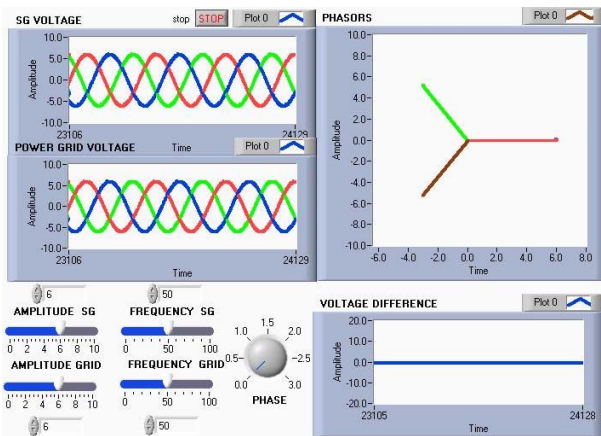 SG VOLTAGE
stop STOP
Plot 0
10.0
5.0
0.0
-5.0
-10.0
Amplitude
23106
24129
Time
POWER GRID VOLTAGE
Plot 0
10.0
5.0
0.0
-5.0
-10.0
Amplitude
23106
24129
Time
PHASORS
Plot 0
10.0
8.0
6.0
4.0
2.0
0.0
-2.0
-4.0
-6.0
-8.0
-10.0
Amplitude
-6.0 -4.0 -2.0 0.0 2.0 4.0 6.0 8.0
Time
6
AMPLITUDE SG
0 2 4 6 8 10
50
FREQUENCY SG
0 50 100
AMPLITUDE GRID
0 2 4 6 8 10
6
FREQUENCY GRID
0 50 100
50
0.0 0.5 1.0 1.5 2.0 2.5 3.0
PHASE
VOLTAGE DIFFERENCE
Plot 0
20.0
10.0
0.0
-10.0
-20.0
Amplitude
23105
24128
Time